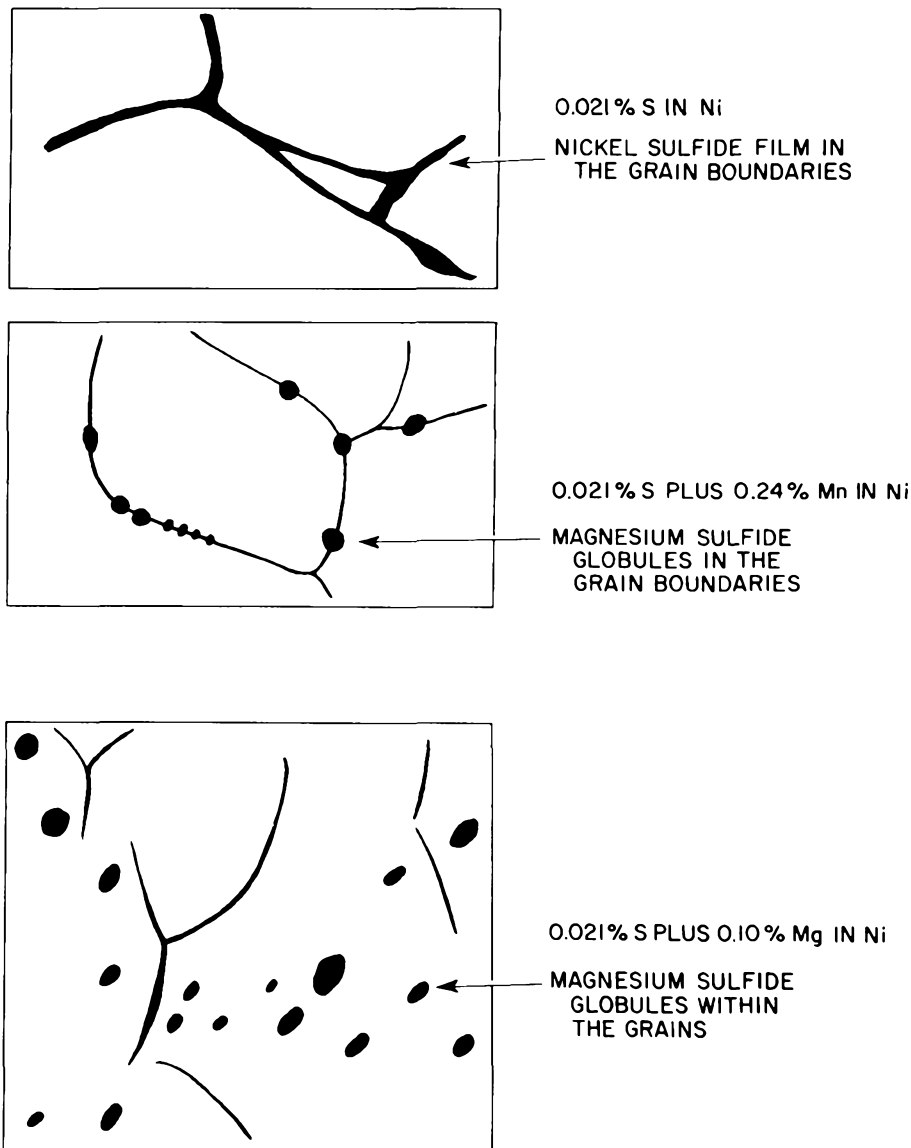 0.021% S IN Ni
NICKEL SULFIDE FILM IN
THE GRAIN BOUNDARIES
0.021% S PLUS 0.24% Mn IN Ni
MAGNESIUM SULFIDE
GLOBULES IN THE
GRAIN BOUNDARIES
0.021% S PLUS 0.10% Mg IN Ni
MAGNESIUM SULFIDE
GLOBULES WITHIN
THE GRAINS